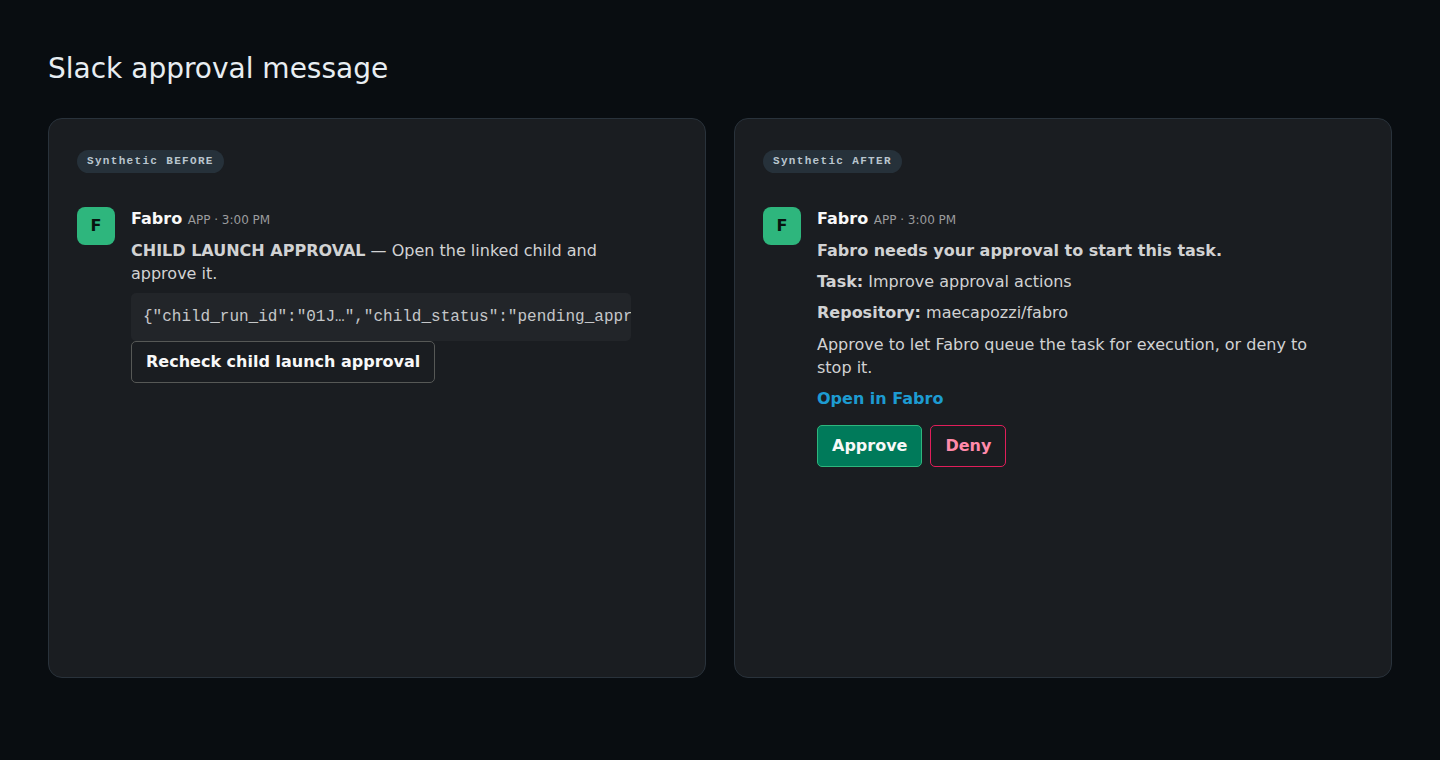 Slack approval message
Synthetic BEFORE
F
Fabro APP · 3:00 PM
CHILD LAUNCH APPROVAL — Open the linked child and
approve it.
{"child_run_id":"01J…","child_status":"pending_appr
Recheck child launch approval
Synthetic AFTER
F
Fabro APP · 3:00 PM
Fabro needs your approval to start this task.
Task: Improve approval actions
Repository: maecapozzi/fabro
Approve to let Fabro queue the task for execution, or deny to
stop it.
Open in Fabro
Approve
Deny